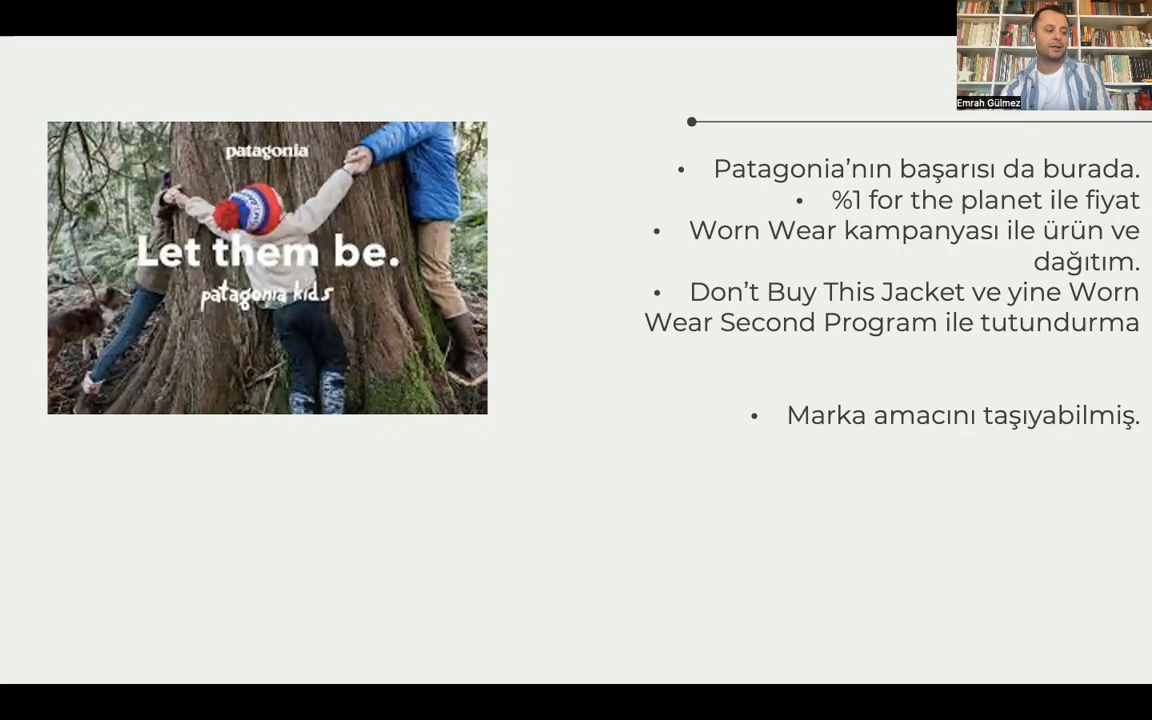 Emrah Gülmez
patagonia
Let them be.
patagonia kids
• Patagonia’nın başarısı da burada.
• %1 for the planet ile fiyat
• Worn Wear kampanyası ile ürün ve
dağıtım.
• Don’t Buy This Jacket ve yine Worn
Wear Second Program ile tutundurma
• Marka amacını taşıyabilmiş.